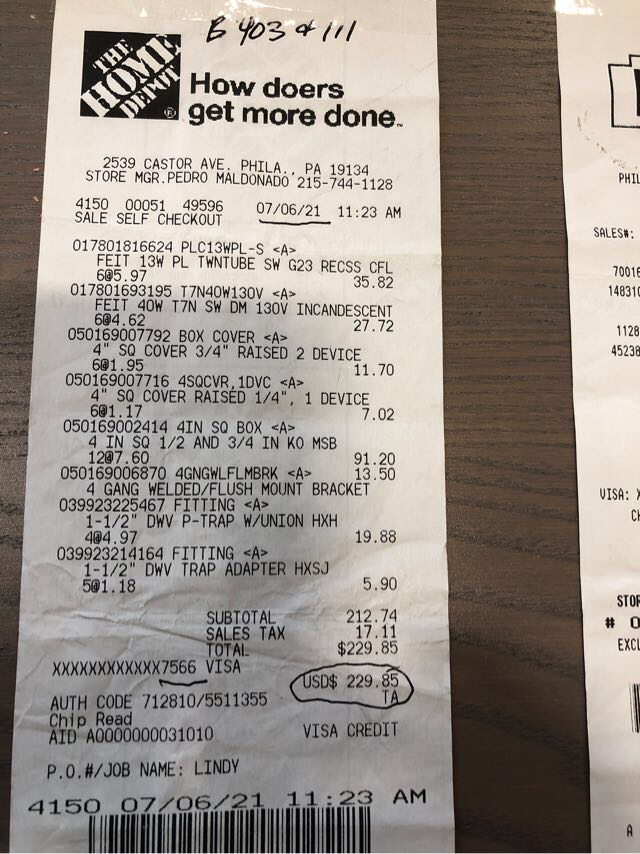 B 403 & 111
THE HOME DEPOT
How doers
get more done.
2539 CASTOR AVE. PHILA., PA 19134
STORE MGR.PEDRO MALDONADO 215-744-1128
4150 00051 49596 07/06/21 11:23 AM
SALE SELF CHECKOUT
017801816624 PLC13WPL-S <A>
FEIT 13W PL TWNTUBE SW G23 RECSS CFL
6@5.97 35.82
017801693195 T7N40W130V <A>
FEIT 40W T7N SW DM 130V INCANDESCENT
6@4.62 27.72
050169007792 BOX COVER <A>
4" SQ COVER 3/4" RAISED 2 DEVICE
6@1.95 11.70
050169007716 4SQCVR,1DVC <A>
4" SQ COVER RAISED 1/4", 1 DEVICE
6@1.17 7.02
050169002414 4IN SQ BOX <A>
4 IN SQ 1/2 AND 3/4 IN KO MSB
12@7.60 91.20
050169006870 4GNGWLFLMBRK <A> 13.50
4 GANG WELDED/FLUSH MOUNT BRACKET
039923225467 FITTING <A>
1-1/2" DWV P-TRAP W/UNION HXH
4@4.97 19.88
039923214164 FITTING <A>
1-1/2" DWV TRAP ADAPTER HXSJ
5@1.18 5.90
SUBTOTAL 212.74
SALES TAX 17.11
TOTAL $229.85
XXXXXXXXXXXX7566 VISA
USD$ 229.85
AUTH CODE 712810/5511355 TA
Chip Read
AID A0000000031010 VISA CREDIT
P.O.#/JOB NAME: LINDY
4150 07/06/21 11:23 AM
PHIL
SALES#:
70016
14831
1128
45238
VISA: X
STOR
# 0
EXCL
A